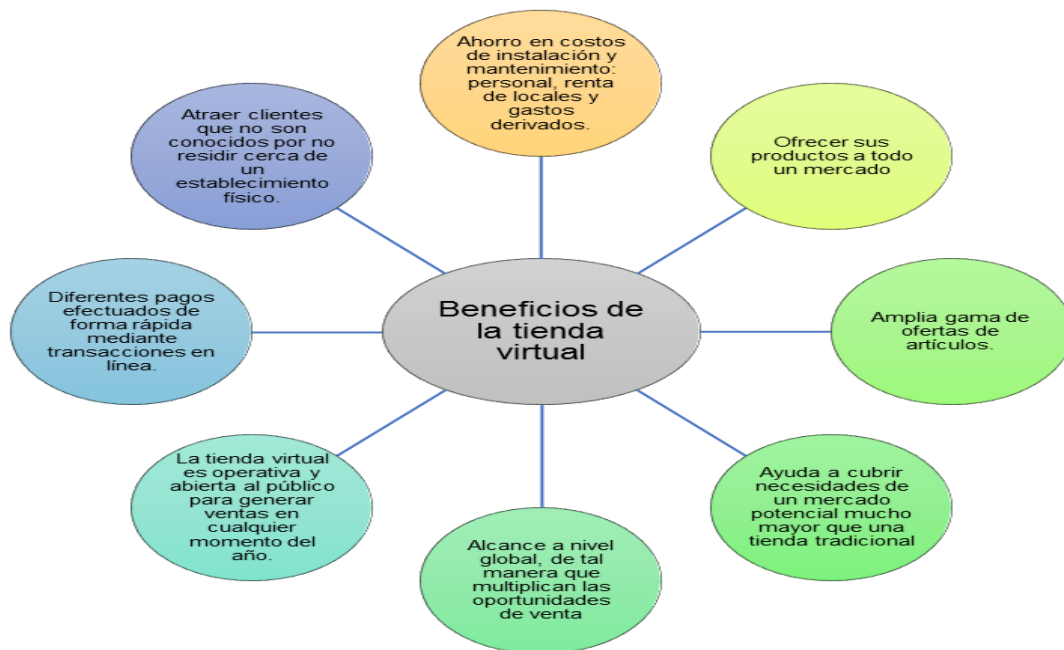 Ahorro en costos
de instalación y
mantenimiento:
personal, renta
de locales y
gastos
derivados.
Ofrecer sus
productos a todo
un mercado
Amplia gama de
ofertas de
artículos.
Ayuda a cubrir
necesidades de
un mercado
potencial mucho
mayor que una
tienda tradicional
Alcance a nivel
global, de tal
manera que
multiplican las
oportunidades
de venta
La tienda virtual
es operativa y
abierta al público
para generar
ventas en
cualquier
momento del
año.
Diferentes pagos
efectuados de
forma rápida
mediante
transacciones en
línea.
Atraer clientes
que no son
conocidos por no
residir cerca de
un
establecimiento
físico.
Beneficios de
la tienda
virtual